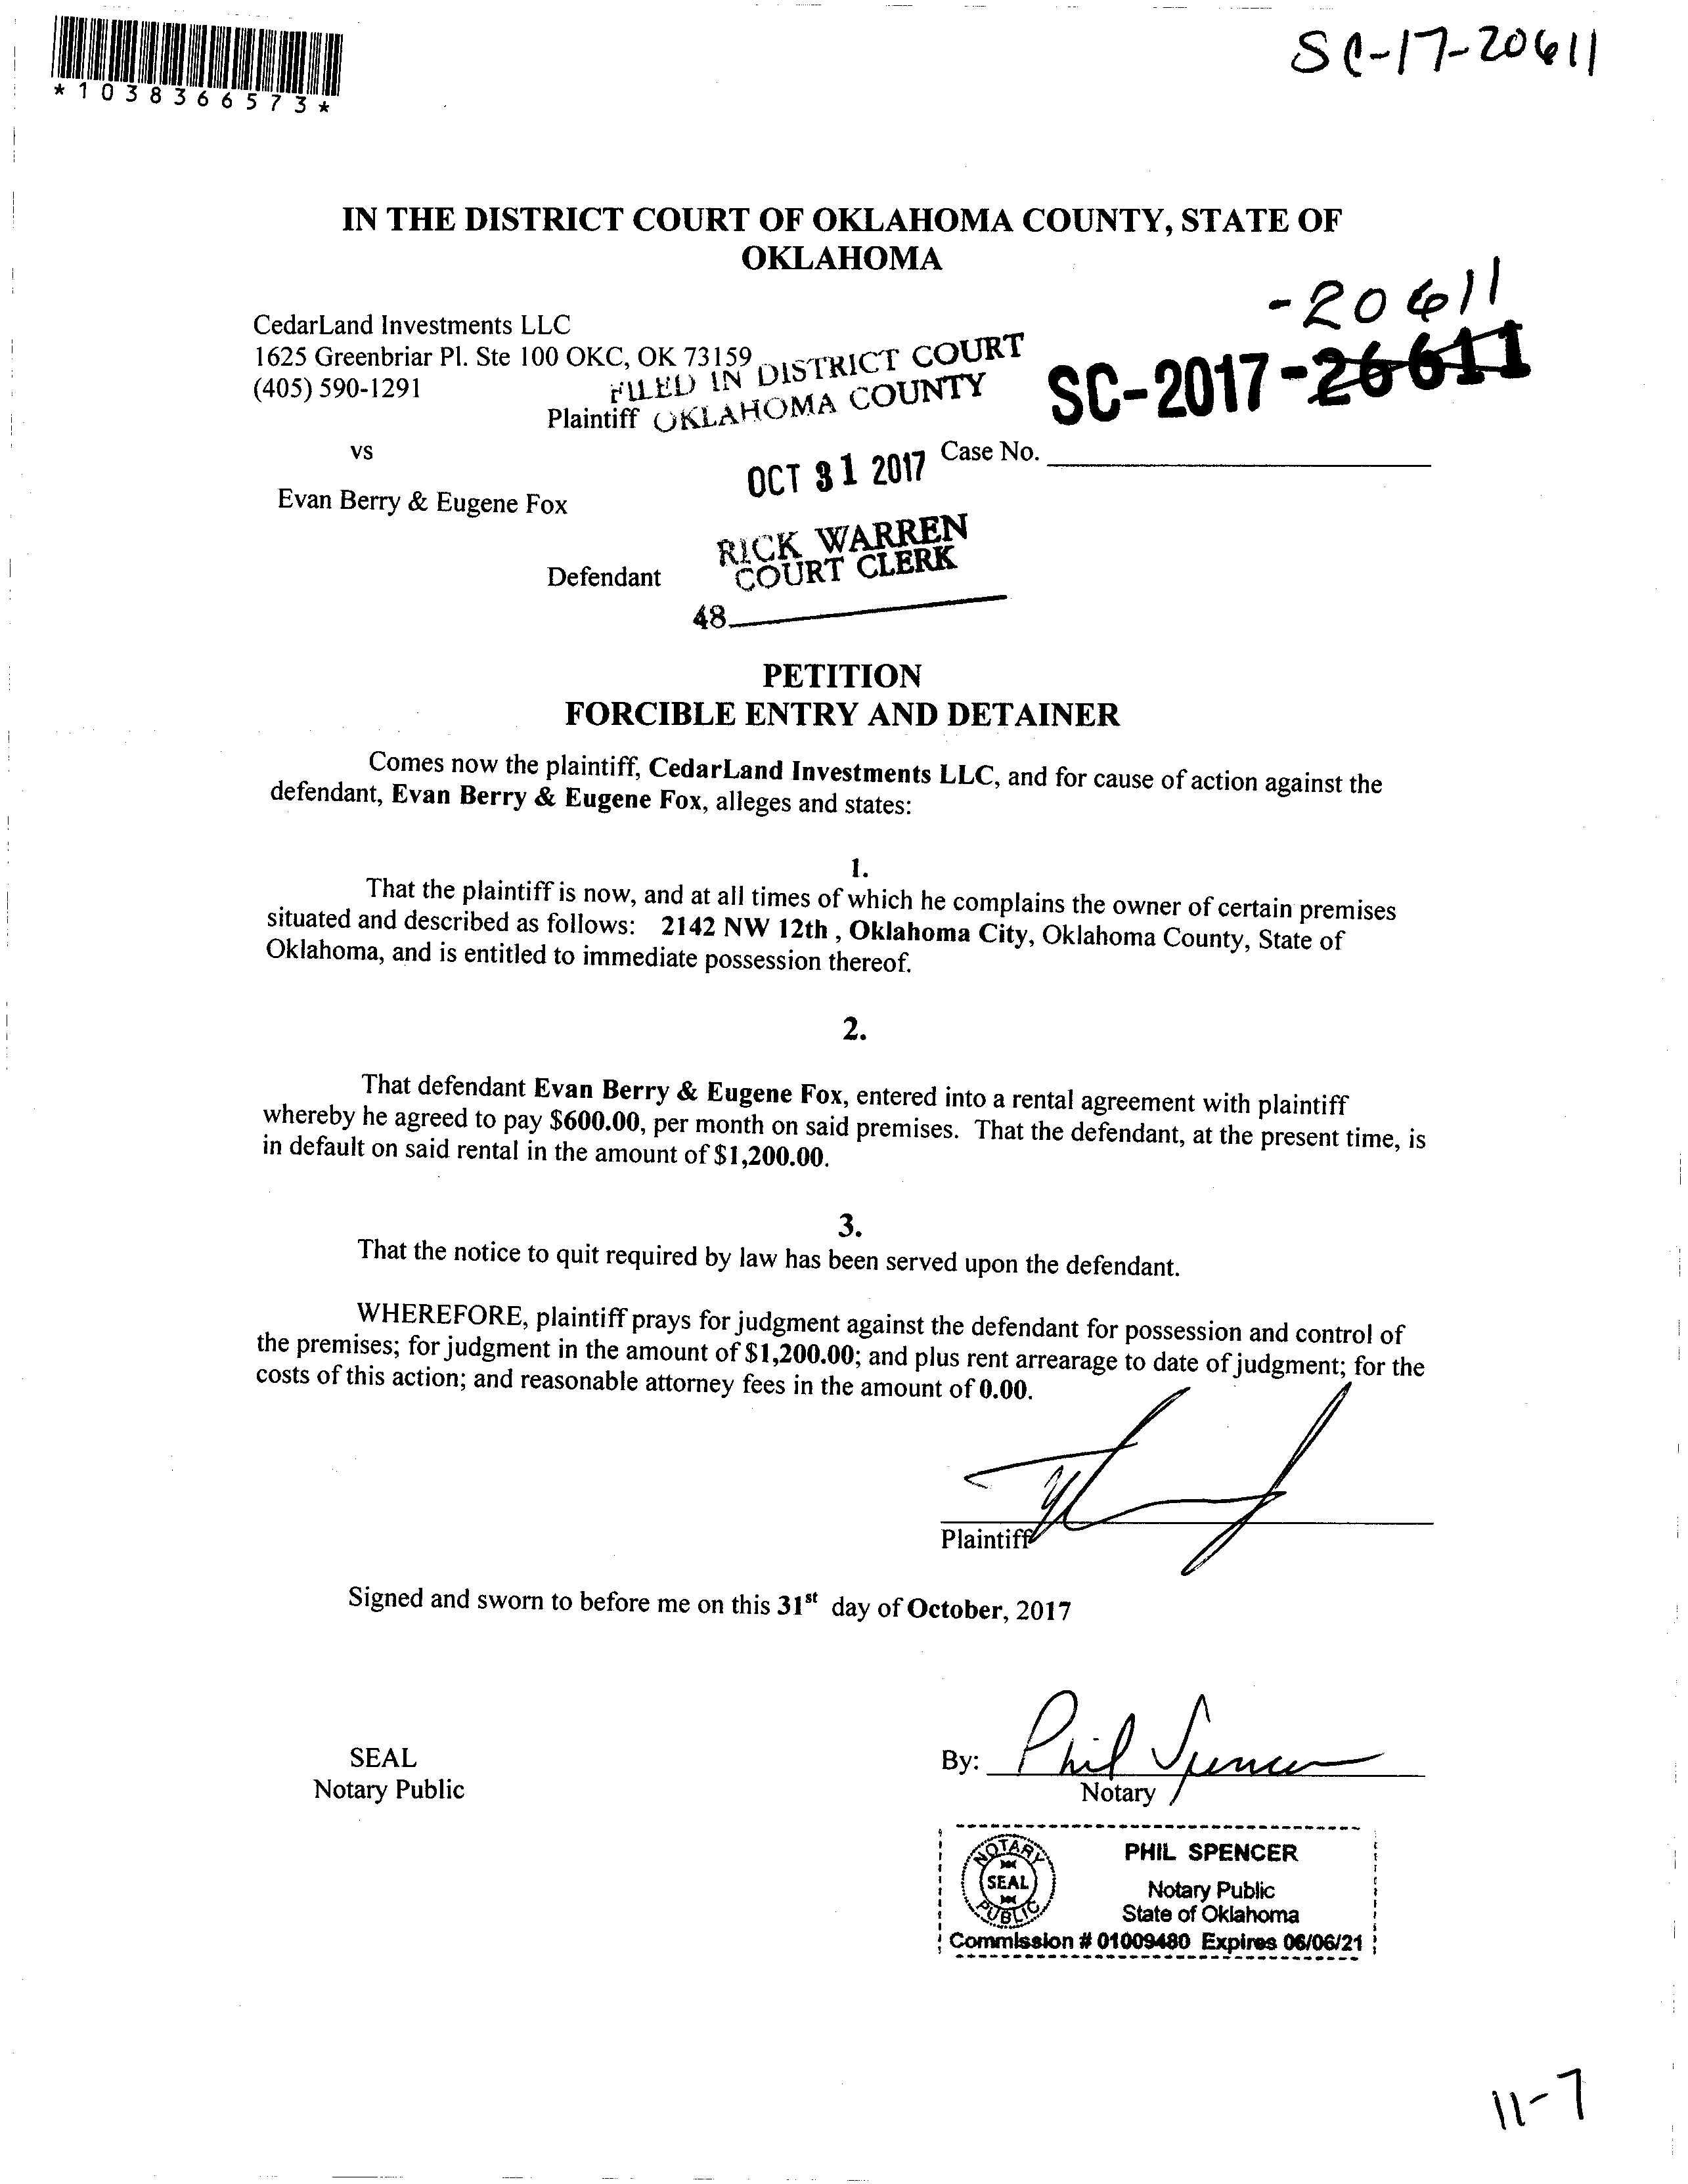 SC-17-20611
*1038366573*
IN THE DISTRICT COURT OF OKLAHOMA COUNTY, STATE OF
OKLAHOMA
CedarLand Investments LLC
1625 Greenbriar Pl. Ste 100 OKC, OK 73159
(405) 590-1291
Plaintiff
FILED IN DISTRICT COURT
OKLAHOMA COUNTY
-20611
SC-2017-26611
vs
OCT 31 2017
Case No.
Evan Berry & Eugene Fox
RICK WARREN
COURT CLERK
Defendant
48
PETITION
FORCIBLE ENTRY AND DETAINER
Comes now the plaintiff, CedarLand Investments LLC, and for cause of action against the
defendant, Evan Berry & Eugene Fox, alleges and states:
1.
That the plaintiff is now, and at all times of which he complains the owner of certain premises
situated and described as follows: 2142 NW 12th , Oklahoma City, Oklahoma County, State of
Oklahoma, and is entitled to immediate possession thereof.
2.
That defendant Evan Berry & Eugene Fox, entered into a rental agreement with plaintiff
whereby he agreed to pay $600.00, per month on said premises. That the defendant, at the present time, is
in default on said rental in the amount of $1,200.00.
3.
That the notice to quit required by law has been served upon the defendant.
WHEREFORE, plaintiff prays for judgment against the defendant for possession and control of
the premises; for judgment in the amount of $1,200.00; and plus rent arrearage to date of judgment; for the
costs of this action; and reasonable attorney fees in the amount of 0.00.
Plaintiff
Signed and sworn to before me on this 31st day of October, 2017
SEAL
Notary Public
By: Phil Spencer
Notary
NOTARY
SEAL
PUBLIC
PHIL SPENCER
Notary Public
State of Oklahoma
Commission # 01009480 Expires 06/06/21
11-7